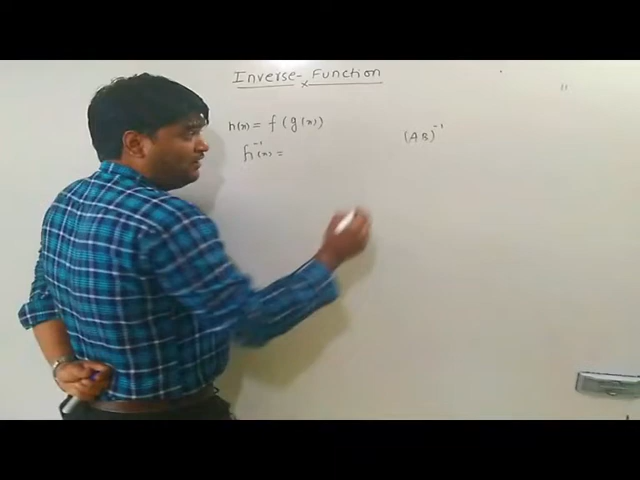 Inverse-Function
h(x) = f(g(x))
h⁻¹(x) =
(AB)⁻¹